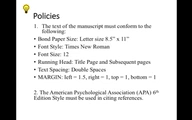 Policies
1. The text of the manuscript must conform to the
following:
• Bond Paper Size: Letter size 8.5" x 11"
• Font Style: Times New Roman
• Font Size: 12
• Running Head: Title Page and Subsequent pages
• Text Spacing: Double Spaces
• MARGIN: left = 1.5, right = 1, top = 1, bottom = 1
2. The American Psychological Association (APA) 6th
Edition Style must be used in citing references.